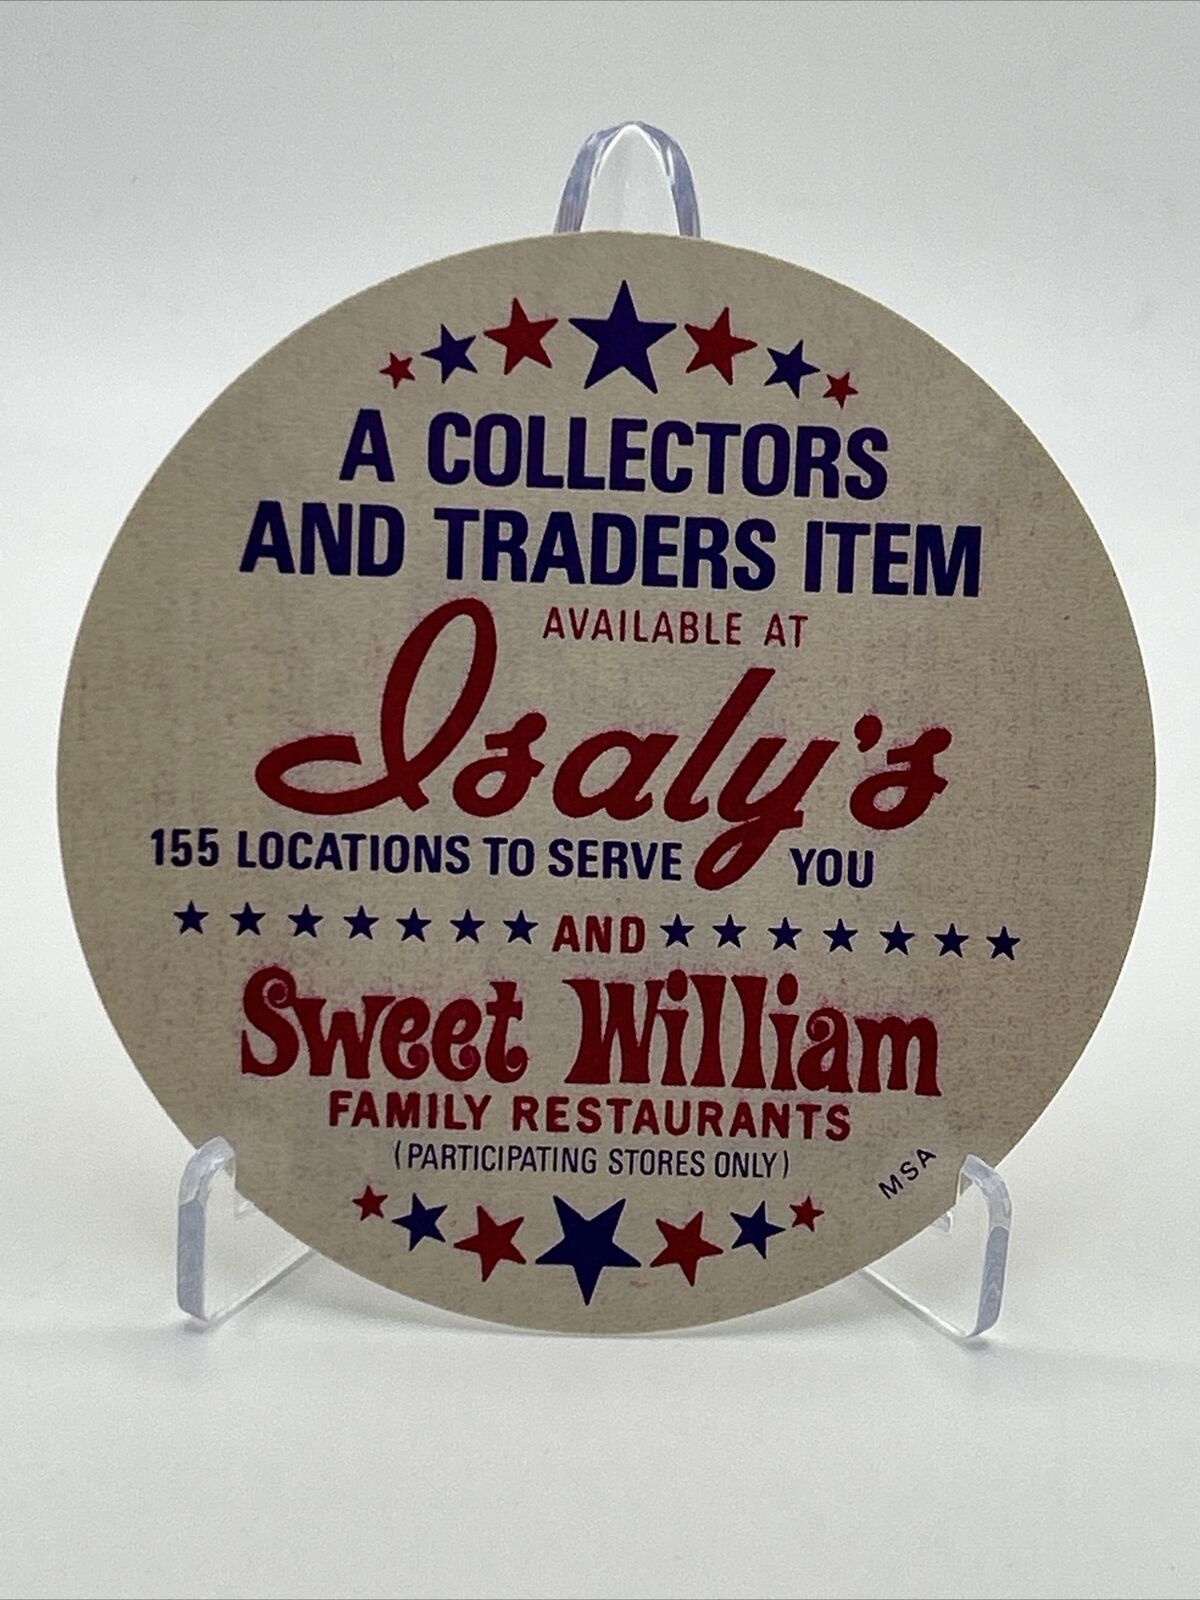 A COLLECTORS
AND TRADERS ITEM
AVAILABLE AT
Isaly's
155 LOCATIONS TO SERVE YOU
AND
Sweet William
FAMILY RESTAURANTS
(PARTICIPATING STORES ONLY)
MSA